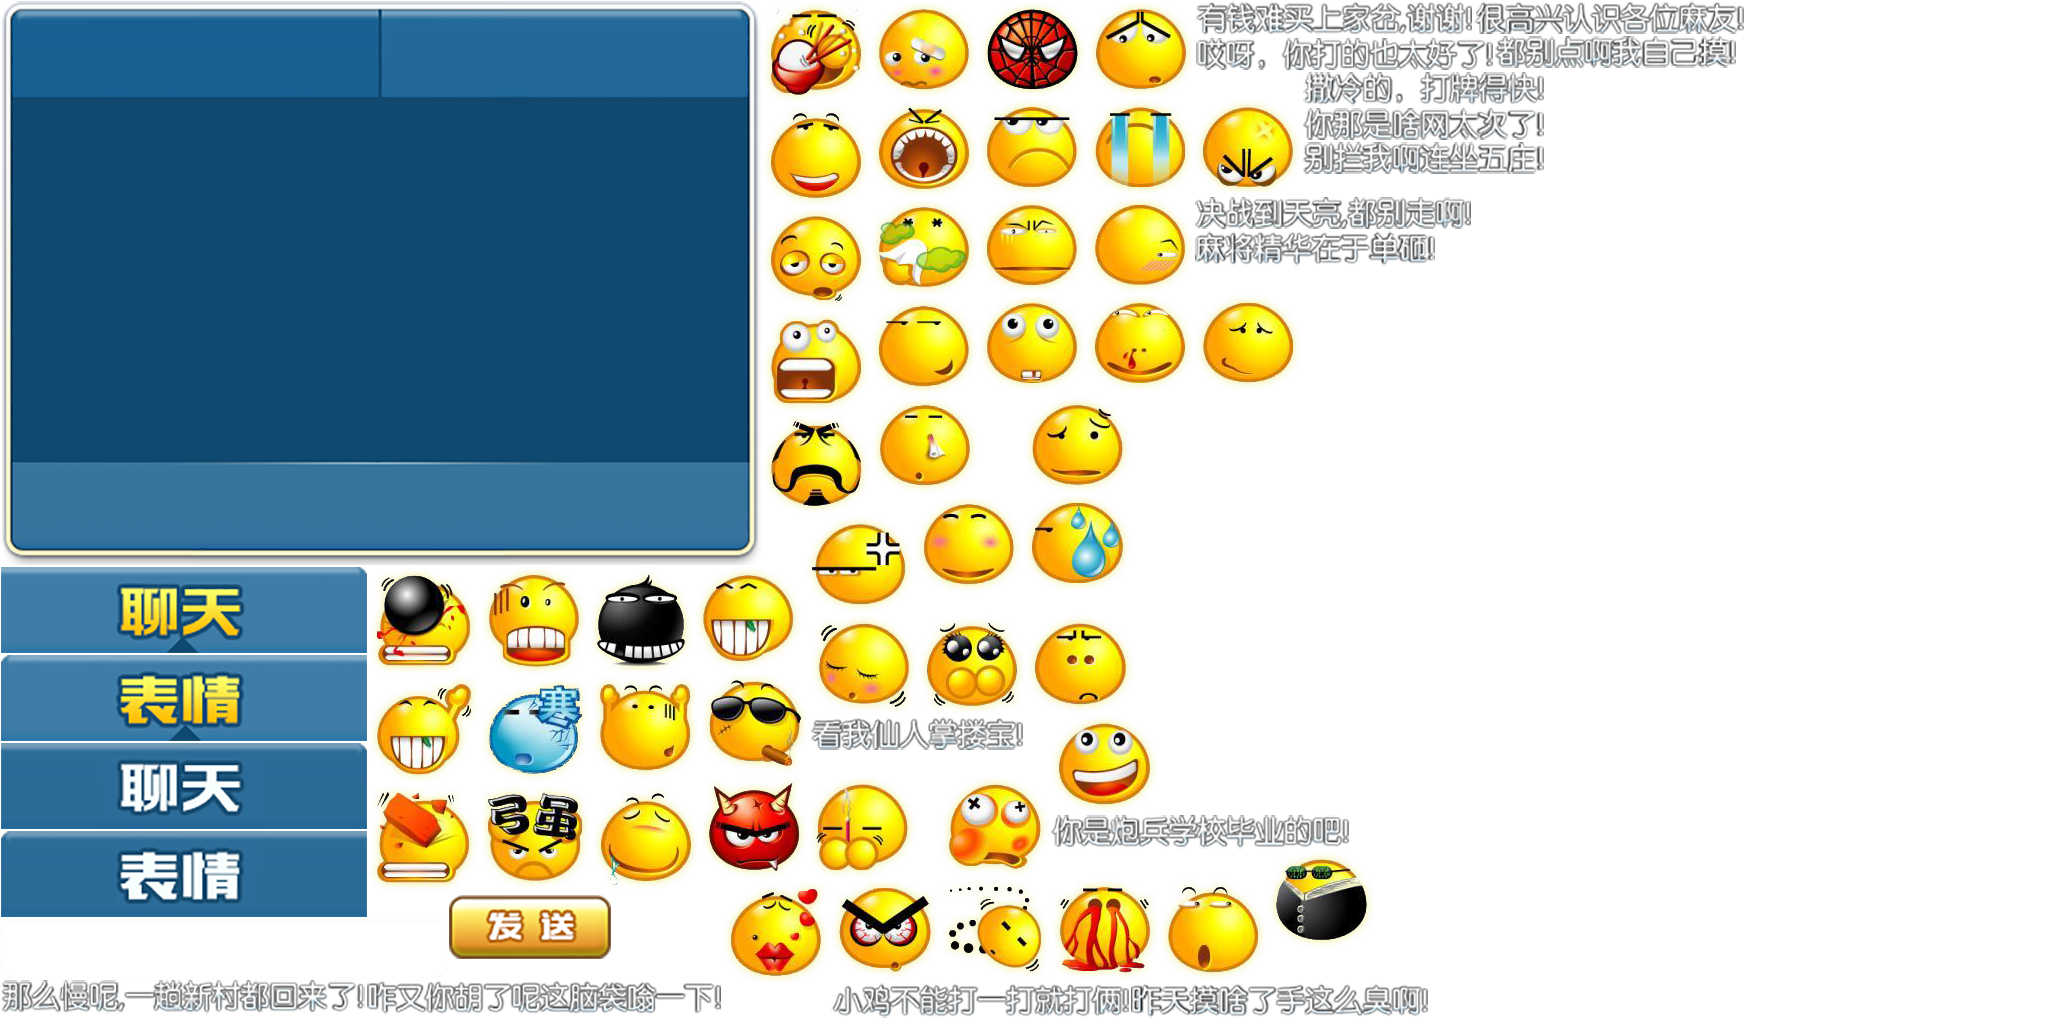 有钱难买上家岔,谢谢!
很高兴认识各位麻友!
哎呀，你打的也太好了!
都别点啊我自己摸!
撒冷的，打牌得快!
你那是啥网太次了!
别拦我啊连坐五庄!
决战到天亮,都别走啊!
麻将精华在于单砸!
聊天
表情
聊天
表情
寒
弓虽
看我仙人掌搂宝!
你是炮兵学校毕业的吧!
发送
那么慢呢,一趟新村都回来了!
咋又你胡了呢这脑袋嗡一下!
小鸡不能打一打就打俩!
昨天摸啥了手这么臭啊!